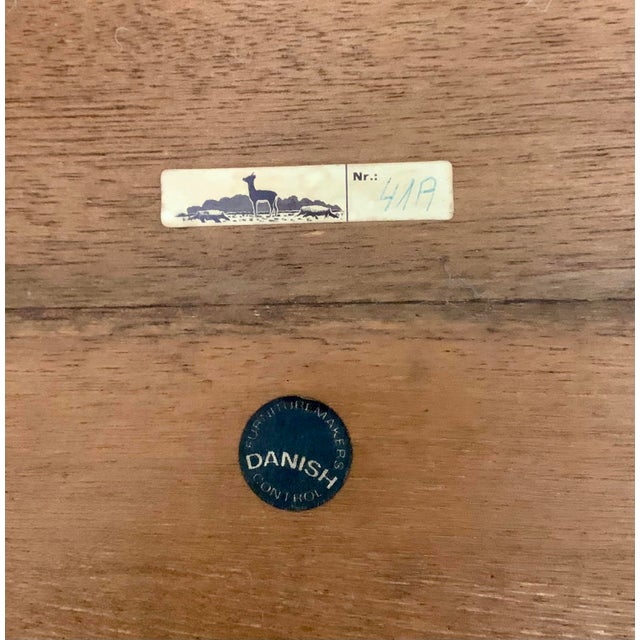 Nr.:
41A
FURNITUREMAKERS
DANISH
CONTROL